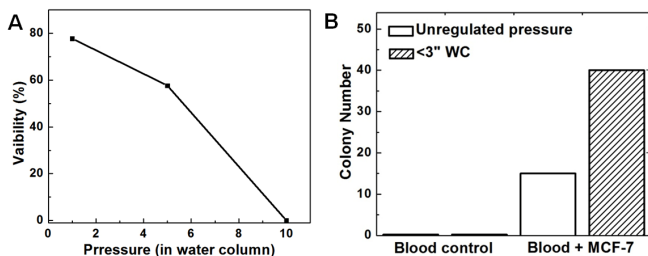 A
80
60
40
20
0
Vaibility (%)
0 2 4 6 8 10
Prressure (in water column)
B
50
40
30
20
10
0
Colony Number
Unregulated pressure
<3" WC
Blood control
Blood + MCF-7